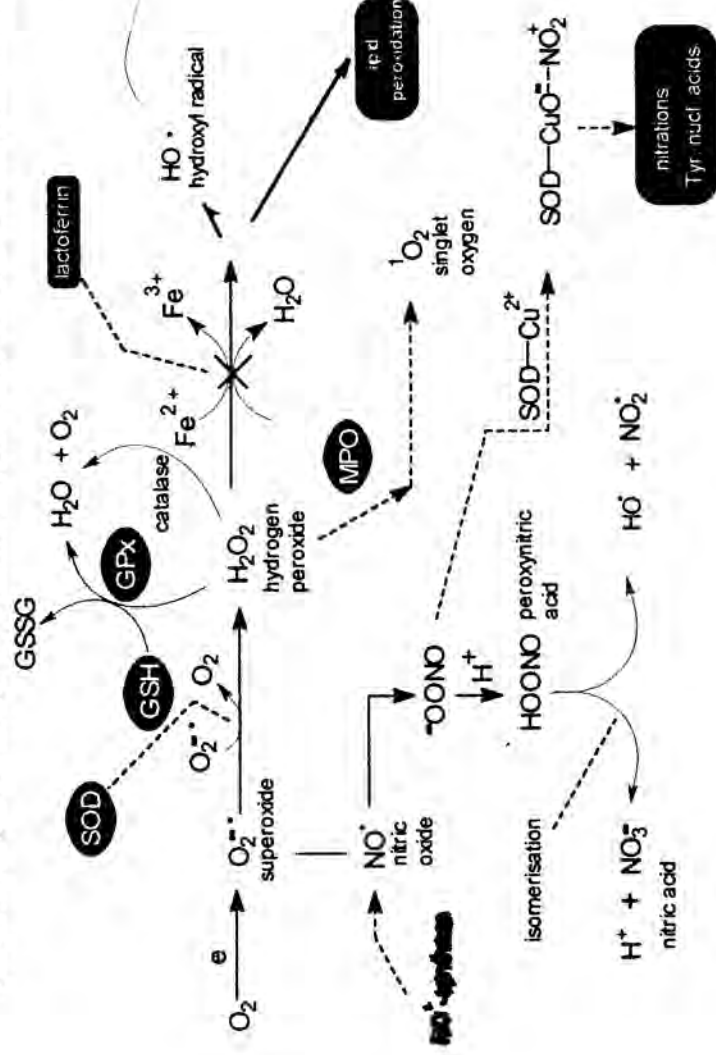 lactoferrin
HO•
hydroxyl radical
lipid
peroxidation
GSSG
H₂O + O₂
GPx
catalase
Fe²⁺
Fe³⁺
H₂O
SOD
GSH
O₂
e
O₂⁼•
superoxide
O₂⁼•
O₂
H₂O₂
hydrogen
peroxide
MPO
¹O₂
singlet
oxygen
NO•
nitric
oxide
⁼OONO
H⁺
HOONO
peroxynitric
acid
SOD—Cu²⁺
SOD—CuO⁼--NO₂⁺
nitrations
Tyr nucl acids
isomerisation
H⁺ + NO₃⁼
nitric acid
HO• + NO₂•